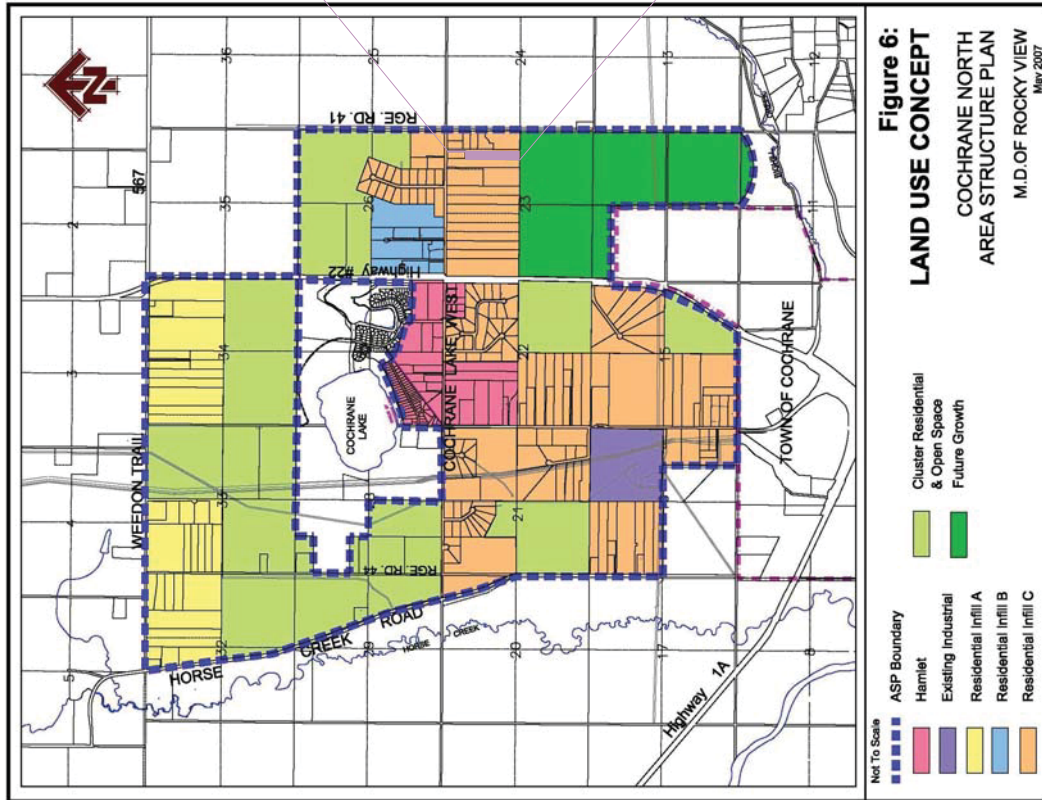 Figure 6:
LAND USE CONCEPT
COCHRANE NORTH
AREA STRUCTURE PLAN
M.D.OF ROCKY VIEW
May 2007
N
5
4
3
2
567
WEEDON TRAIL
32
33
34
35
36
HORSE
CREEK
ROAD
HORSE
CREEK
29
RGE. RD. 44
COCHRANE
LAKE
COCHRANE LAKE WEST
Highway #22
26
25
RGE. RD. 41
20
21
22
23
24
17
15
13
TOWN OF COCHRANE
Highway 1A
8
11
12
BIGHILL
CREEK
Not To Scale
ASP Boundary
Hamlet
Existing Industrial
Residential Infill A
Residential Infill B
Residential Infill C
Cluster Residential
& Open Space
Future Growth